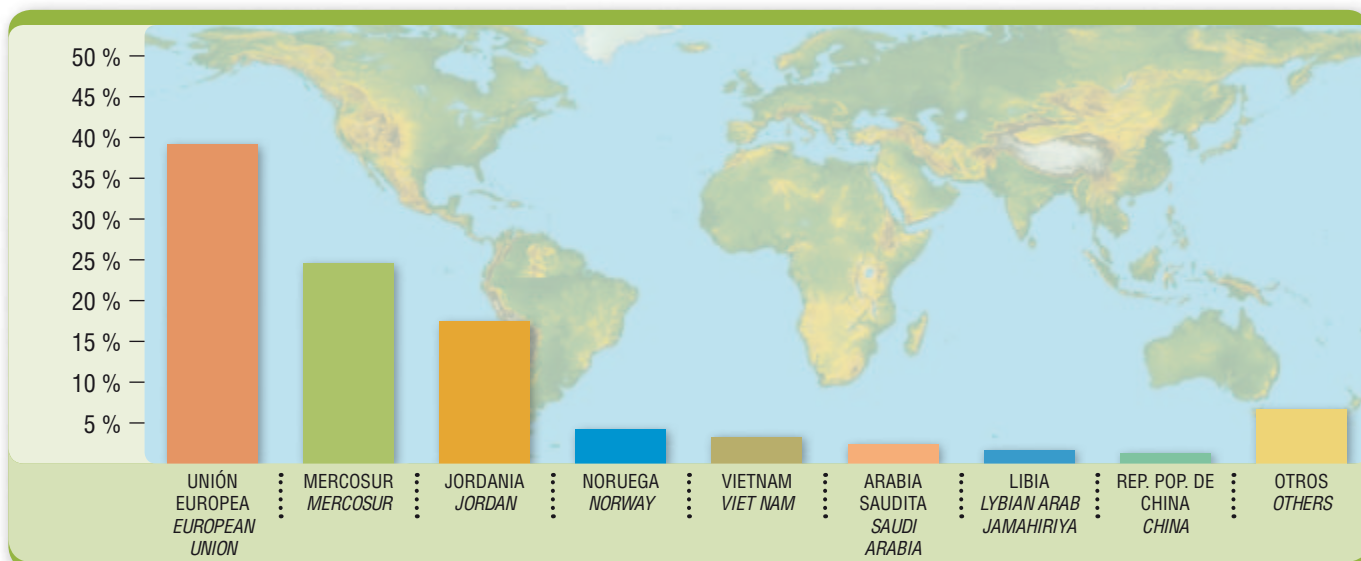 50 %
45 %
40 %
35 %
30 %
25 %
20 %
15 %
10 %
5 %
UNIÓN
EUROPEA
EUROPEAN
UNION
MERCOSUR
MERCOSUR
JORDANIA
JORDAN
NORUEGA
NORWAY
VIETNAM
VIET NAM
ARABIA
SAUDITA
SAUDI
ARABIA
LIBIA
LYBIAN ARAB
JAMAHIRIYA
REP. POP. DE
CHINA
CHINA
OTROS
OTHERS